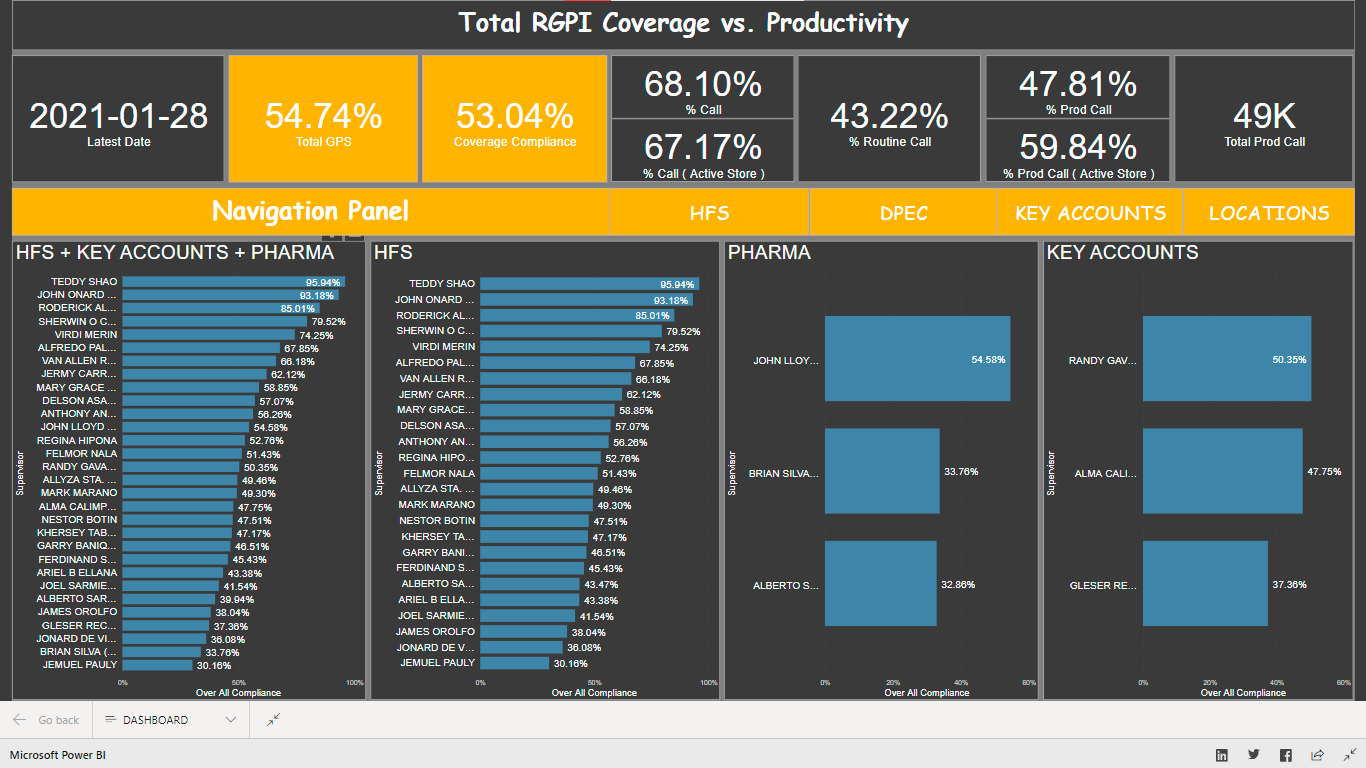 Total RGPI Coverage vs. Productivity
2021-01-28
Latest Date
54.74%
Total GPS
53.04%
Coverage Compliance
68.10%
% Call
67.17%
% Call ( Active Store )
43.22%
% Routine Call
47.81%
% Prod Call
59.84%
% Prod Call ( Active Store )
49K
Total Prod Call
Navigation Panel
HFS
DPEC
KEY ACCOUNTS
LOCATIONS
HFS + KEY ACCOUNTS + PHARMA
Supervisor
TEDDY SHAO 95.94%
JOHN ONARD ... 93.18%
RODERICK AL... 85.01%
SHERWIN O C... 79.52%
VIRDI MERIN 74.25%
ALFREDO PAL... 67.85%
VAN ALLEN R... 66.18%
JERMY CARR... 62.12%
MARY GRACE ... 58.85%
DELSON ASA... 57.07%
ANTHONY AN... 56.26%
JOHN LLOYD ... 54.58%
REGINA HIPONA 52.76%
FELMOR NALA 51.43%
RANDY GAVA... 50.35%
ALLYZA STA. ... 49.46%
MARK MARANO 49.30%
ALMA CALIMP... 47.75%
NESTOR BOTIN 47.51%
KHERSEY TAB... 47.17%
GARRY BANIQ... 46.51%
FERDINAND S... 45.43%
ARIEL B ELLANA 43.38%
JOEL SARMIE... 41.54%
ALBERTO SAR... 39.94%
JAMES OROLFO 38.04%
GLESER REC... 37.36%
JONARD DE VI... 36.08%
BRIAN SILVA (... 33.76%
JEMUEL PAULY 30.16%
0% 50% 100%
Over All Compliance
HFS
Supervisor
TEDDY SHAO 95.94%
JOHN ONARD ... 93.18%
RODERICK AL... 85.01%
SHERWIN O C... 79.52%
VIRDI MERIN 74.25%
ALFREDO PAL... 67.85%
VAN ALLEN R... 66.18%
JERMY CARR... 62.12%
MARY GRACE... 58.85%
DELSON ASA... 57.07%
ANTHONY AN... 56.26%
REGINA HIPO... 52.76%
FELMOR NALA 51.43%
ALLYZA STA. ... 49.46%
MARK MARANO 49.30%
NESTOR BOTIN 47.51%
KHERSEY TA... 47.17%
GARRY BANI... 46.51%
FERDINAND S... 45.43%
ALBERTO SA... 43.47%
ARIEL B ELLA... 43.38%
JOEL SARMIE... 41.54%
JAMES OROLFO 38.04%
JONARD DE V... 36.08%
JEMUEL PAULY 30.16%
0% 50% 100%
Over All Compliance
PHARMA
Supervisor
JOHN LLOY... 54.58%
BRIAN SILVA... 33.76%
ALBERTO S... 32.86%
0% 20% 40% 60%
Over All Compliance
KEY ACCOUNTS
Supervisor
RANDY GAV... 50.35%
ALMA CALI... 47.75%
GLESER RE... 37.36%
0% 20% 40% 60%
Over All Compliance
Go back
DASHBOARD
Microsoft Power BI